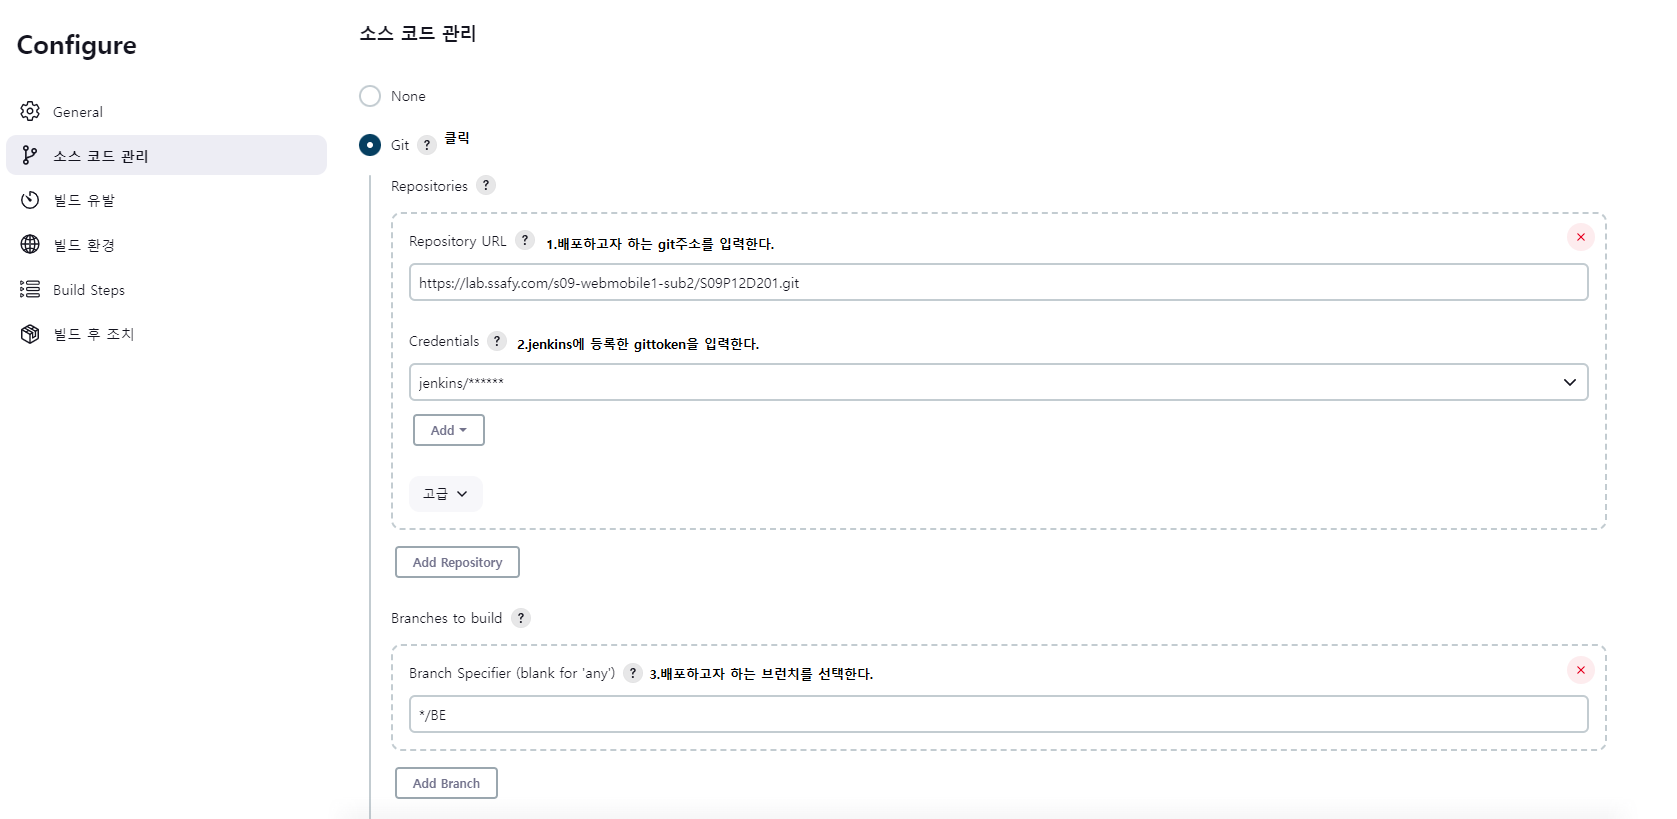 Configure
General
소스 코드 관리
빌드 유발
빌드 환경
Build Steps
빌드 후 조치
소스 코드 관리
None
Git ? 클릭
Repositories ?
Repository URL ? 1.배포하고자 하는 git주소를 입력한다.
https://lab.ssafy.com/s09-webmobile1-sub2/S09P12D201.git
Credentials ? 2.jenkins에 등록한 gittoken을 입력한다.
jenkins/******
Add
고급
Add Repository
Branches to build ?
Branch Specifier (blank for 'any') ? 3.배포하고자 하는 브런치를 선택한다.
*/BE
Add Branch